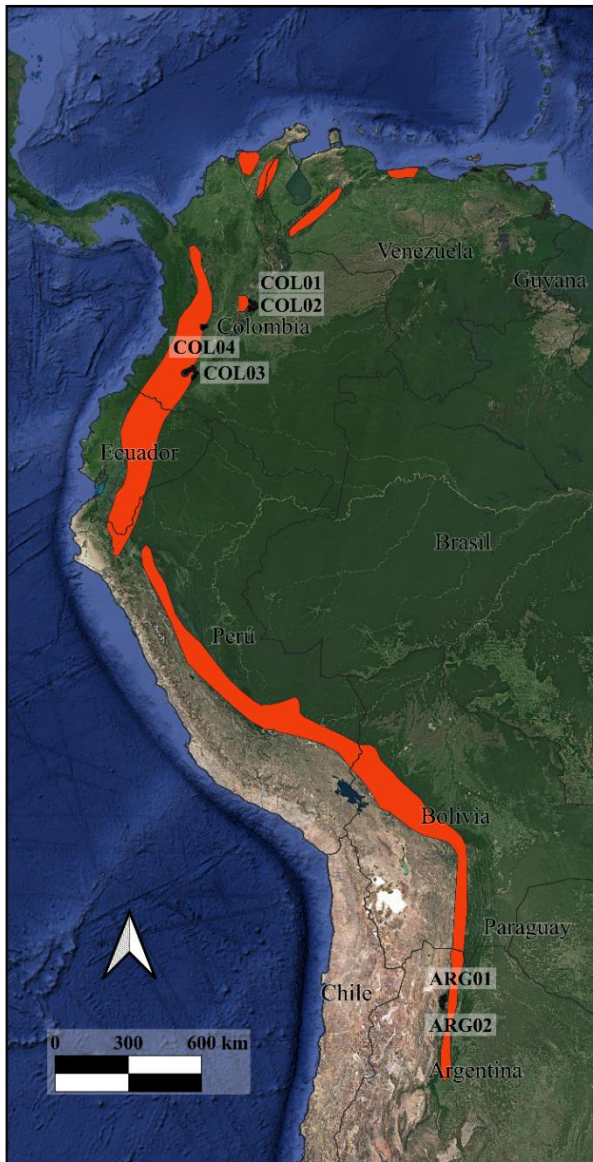 Venezuela
Guyana
COL01
COL02
Colombia
COL04
COL03
Ecuador
Brasil
Perú
Bolivia
Paraguay
ARG01
Chile
ARG02
Argentina
0 300 600 km